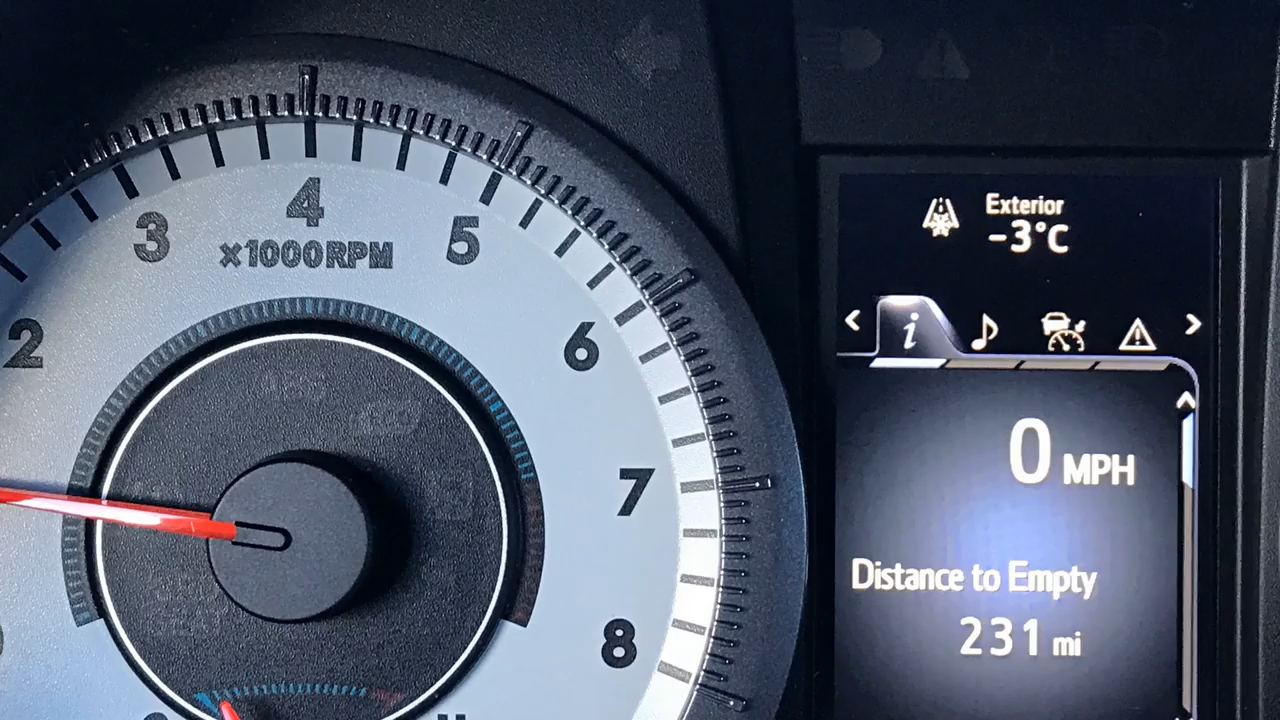 4
3
5
×1000RPM
2
6
7
8
Exterior
-3°C
i
0 MPH
Distance to Empty
231 mi